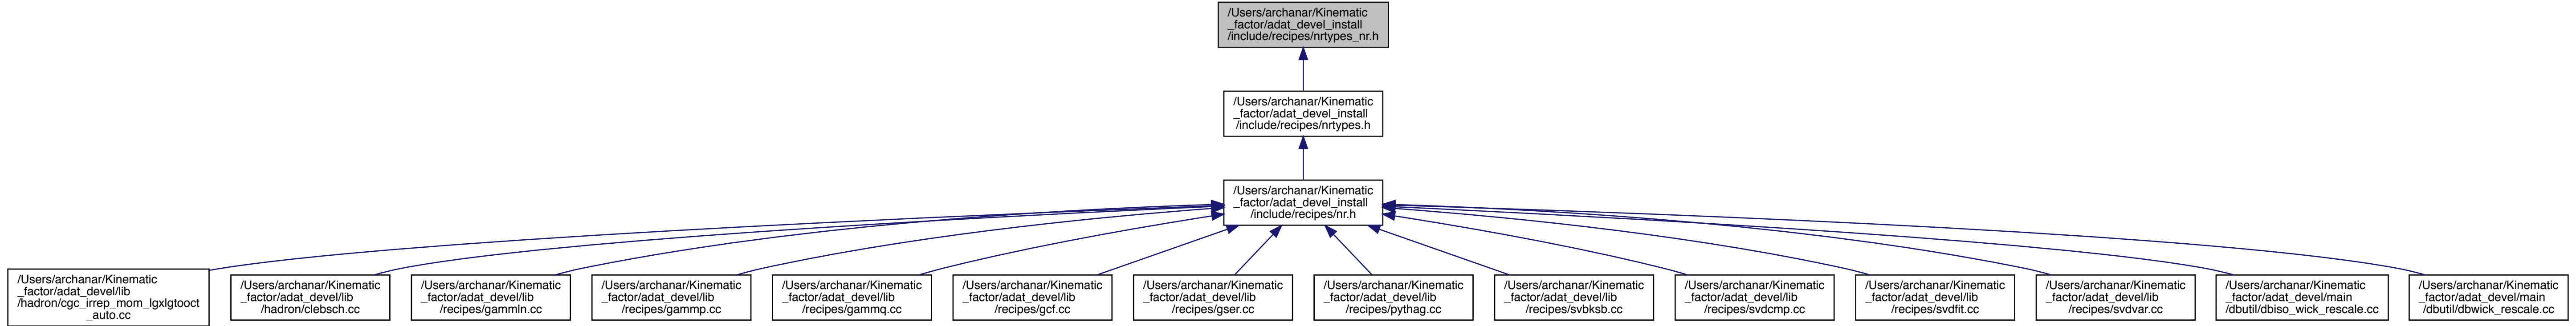 /Users/archanar/Kinematic
_factor/adat_devel_install
/include/recipes/nrtypes_nr.h
/Users/archanar/Kinematic
_factor/adat_devel_install
/include/recipes/nrtypes.h
/Users/archanar/Kinematic
_factor/adat_devel_install
/include/recipes/nr.h
/Users/archanar/Kinematic
_factor/adat_devel/lib
/hadron/cgc_irrep_mom_lgxlgtooct
_auto.cc
/Users/archanar/Kinematic
_factor/adat_devel/lib
/hadron/clebsch.cc
/Users/archanar/Kinematic
_factor/adat_devel/lib
/recipes/gammln.cc
/Users/archanar/Kinematic
_factor/adat_devel/lib
/recipes/gammp.cc
/Users/archanar/Kinematic
_factor/adat_devel/lib
/recipes/gammq.cc
/Users/archanar/Kinematic
_factor/adat_devel/lib
/recipes/gcf.cc
/Users/archanar/Kinematic
_factor/adat_devel/lib
/recipes/gser.cc
/Users/archanar/Kinematic
_factor/adat_devel/lib
/recipes/pythag.cc
/Users/archanar/Kinematic
_factor/adat_devel/lib
/recipes/svbksb.cc
/Users/archanar/Kinematic
_factor/adat_devel/lib
/recipes/svdcmp.cc
/Users/archanar/Kinematic
_factor/adat_devel/lib
/recipes/svdfit.cc
/Users/archanar/Kinematic
_factor/adat_devel/lib
/recipes/svdvar.cc
/Users/archanar/Kinematic
_factor/adat_devel/main
/dbutil/dbiso_wick_rescale.cc
/Users/archanar/Kinematic
_factor/adat_devel/main
/dbutil/dbwick_rescale.cc